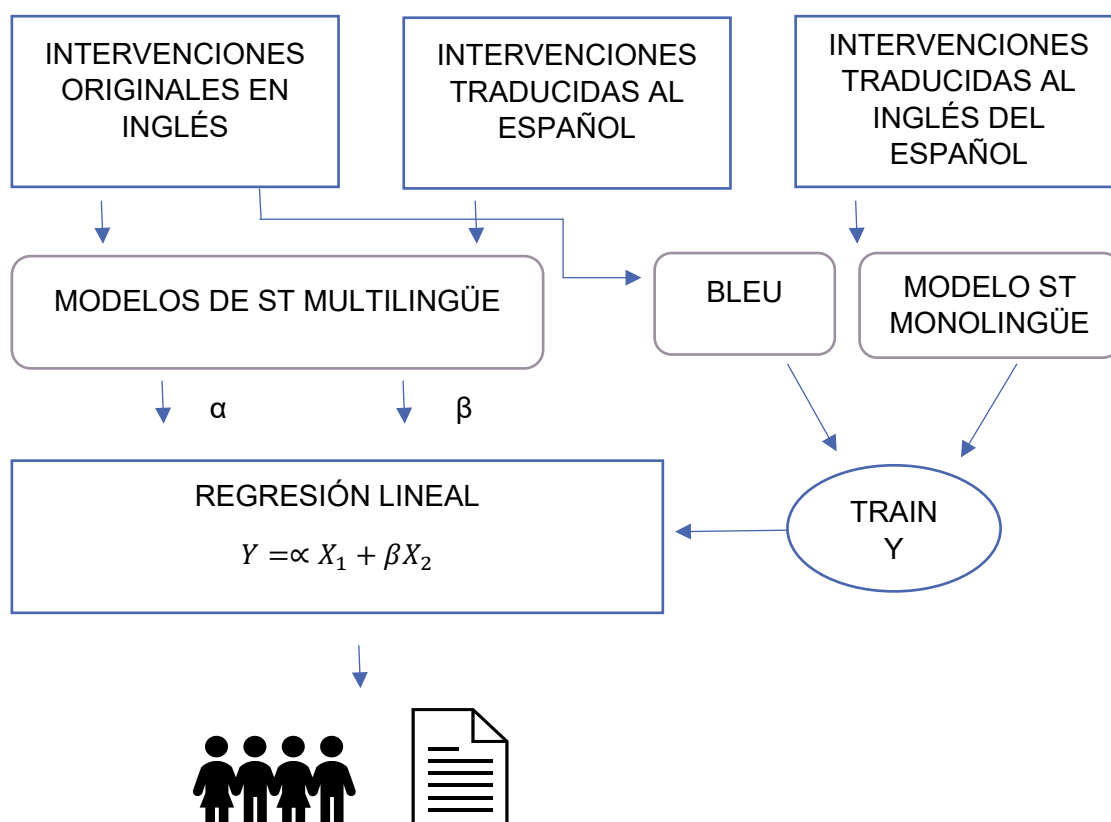 INTERVENCIONES
ORIGINALES EN
INGLÉS
INTERVENCIONES
TRADUCIDAS AL
ESPAÑOL
INTERVENCIONES
TRADUCIDAS AL
INGLÉS DEL
ESPAÑOL
MODELOS DE ST MULTILINGÜE
BLEU
MODELO ST
MONOLINGÜE
α
β
REGRESIÓN LINEAL
Y =∝ X₁ + βX₂
TRAIN
Y